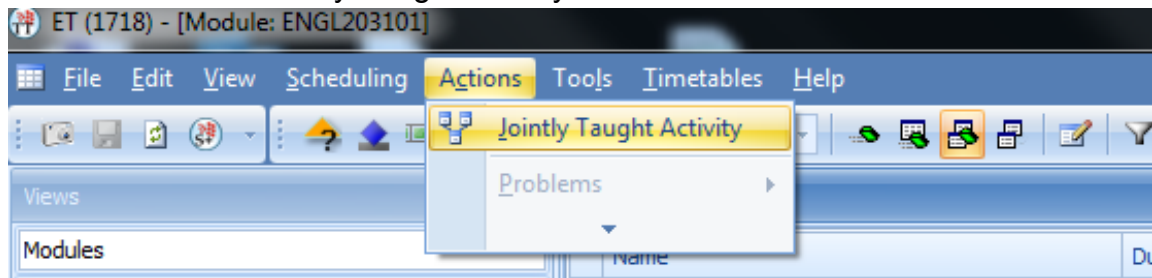 ET (1718) - [Module: ENGL203101]
File Edit View Scheduling Actions Tools Timetables Help
Jointly Taught Activity
Problems
Views
Modules
Name